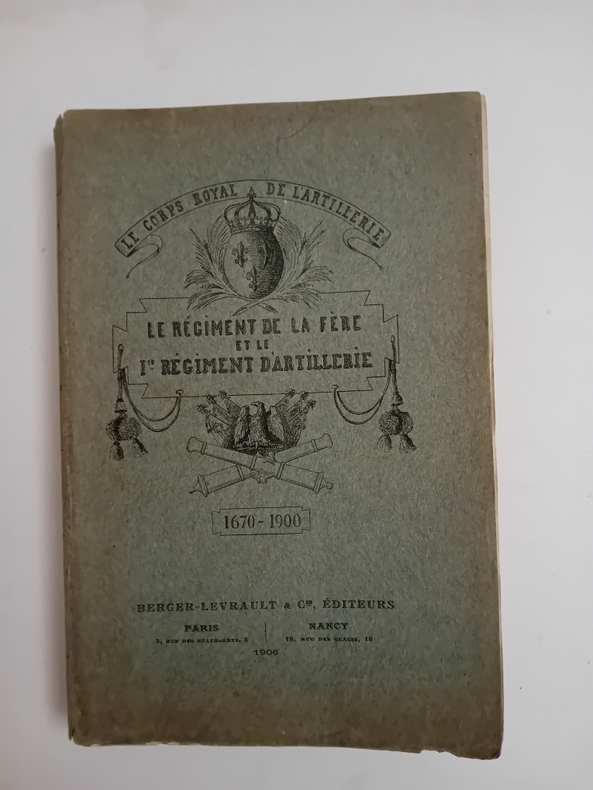 LE CORPS ROYAL DE L'ARTILLERIE
LE RÉGIMENT DE LA FÈRE
ET LE
1ER RÉGIMENT D'ARTILLERIE
1670-1900
BERGER-LEVRAULT & Cie, ÉDITEURS
PARIS
5, RUE DES BEAUX-ARTS, 5
NANCY
18, RUE DES GLACIS, 18
1906